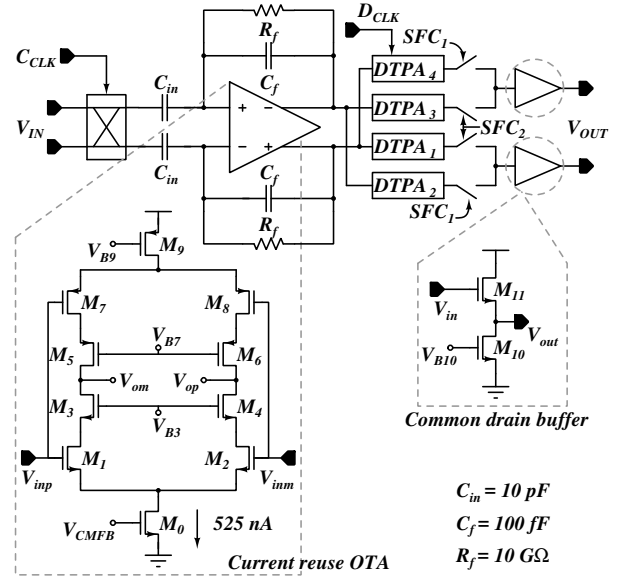 R_f
D_CLK
SFC_1
C_CLK
C_in
C_f
DTPA_4
+ −
DTPA_3
V_IN
SFC_2
V_OUT
− +
DTPA_1
C_in
C_f
DTPA_2
R_f
SFC_1
V_B9
M_9
M_7
M_8
M_11
V_in
V_B7
M_5
M_6
V_out
V_om
V_op
V_B10
M_10
M_3
M_4
V_B3
Common drain buffer
M_1
M_2
V_inp
V_inm
C_in = 10 pF
V_CMFB
M_0
525 nA
C_f = 100 fF
Current reuse OTA
R_f = 10 GΩ